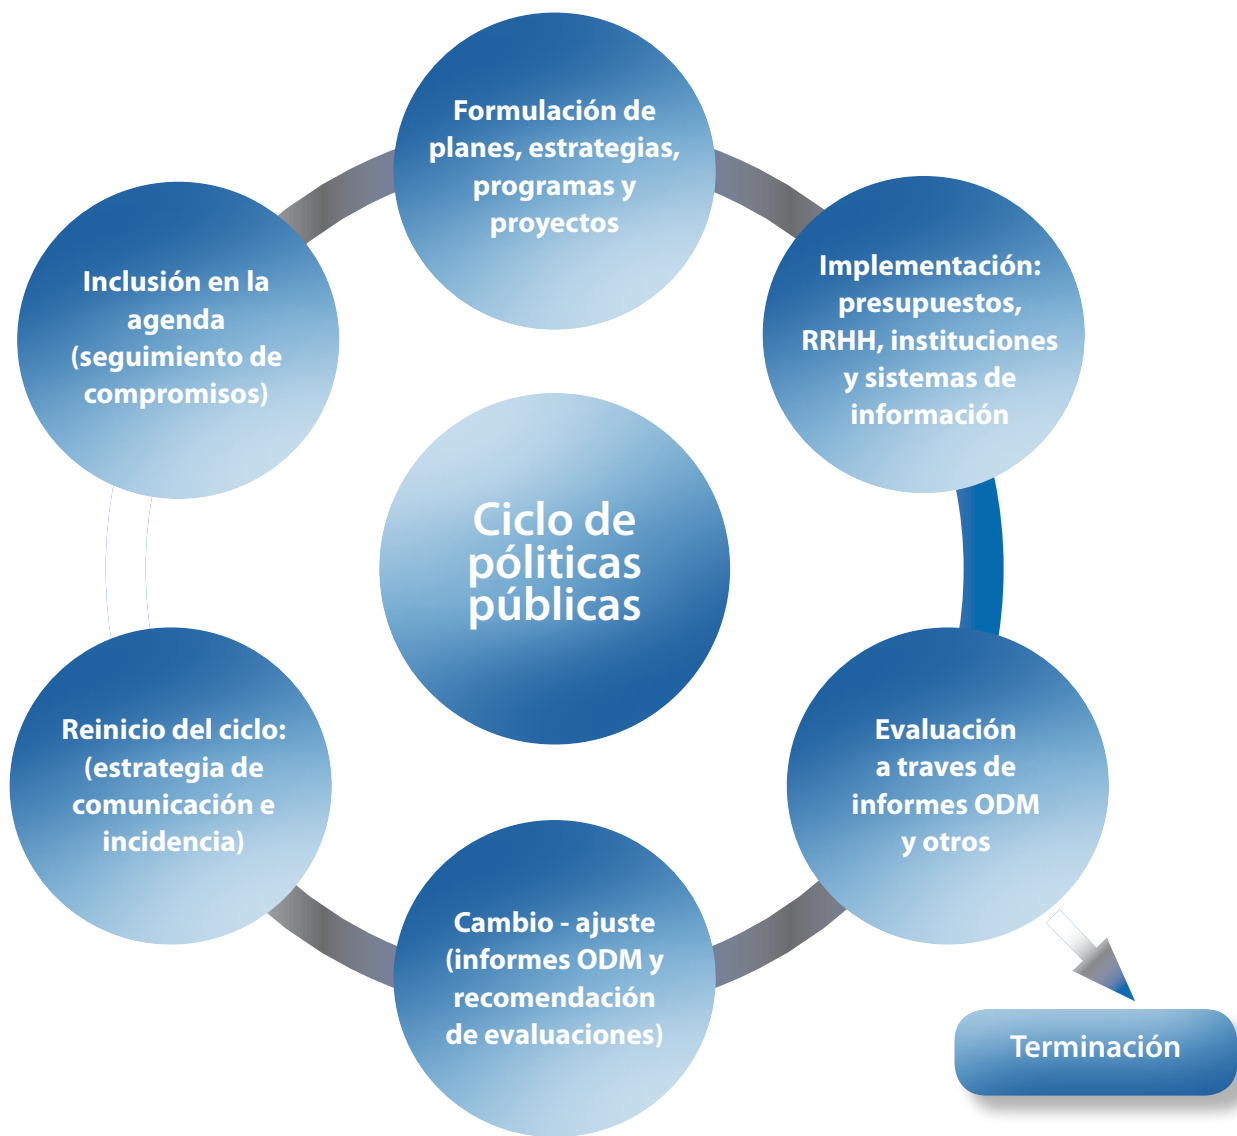 Formulación de
planes, estrategias,
programas y
proyectos
Implementación:
presupuestos,
RRHH, instituciones
y sistemas de
información
Evaluación
a traves de
informes ODM
y otros
Terminación
Cambio - ajuste
(informes ODM y
recomendación
de evaluaciones)
Reinicio del ciclo:
(estrategia de
comunicación e
incidencia)
Inclusión en la
agenda
(seguimiento de
compromisos)
Ciclo de
póliticas
públicas